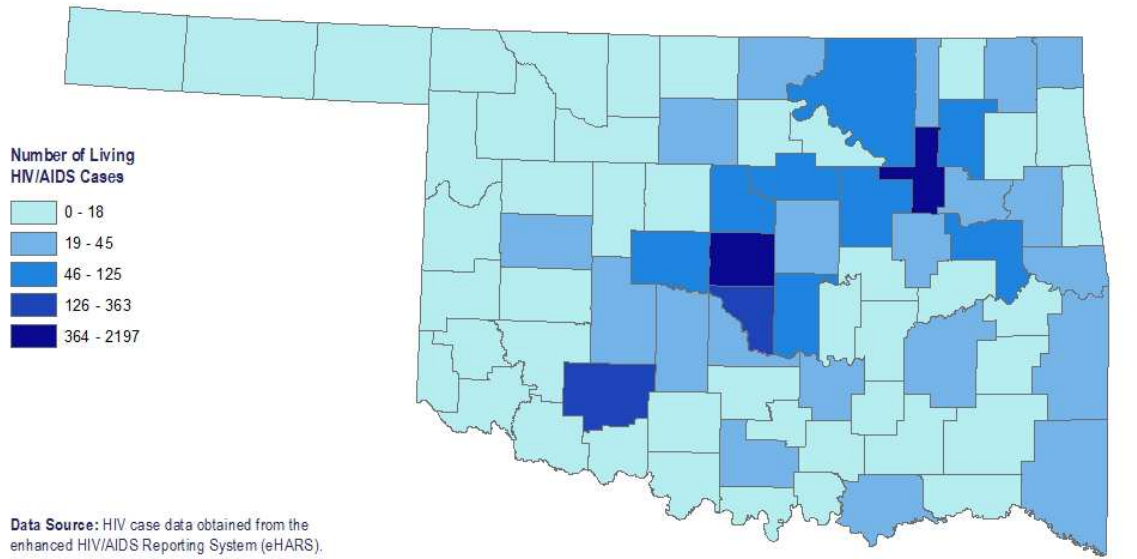 Number of Living
HIV/AIDS Cases
0 - 18
19 - 45
46 - 125
126 - 363
364 - 2197
Data Source: HIV case data obtained from the
enhanced HIV/AIDS Reporting System (eHARS).